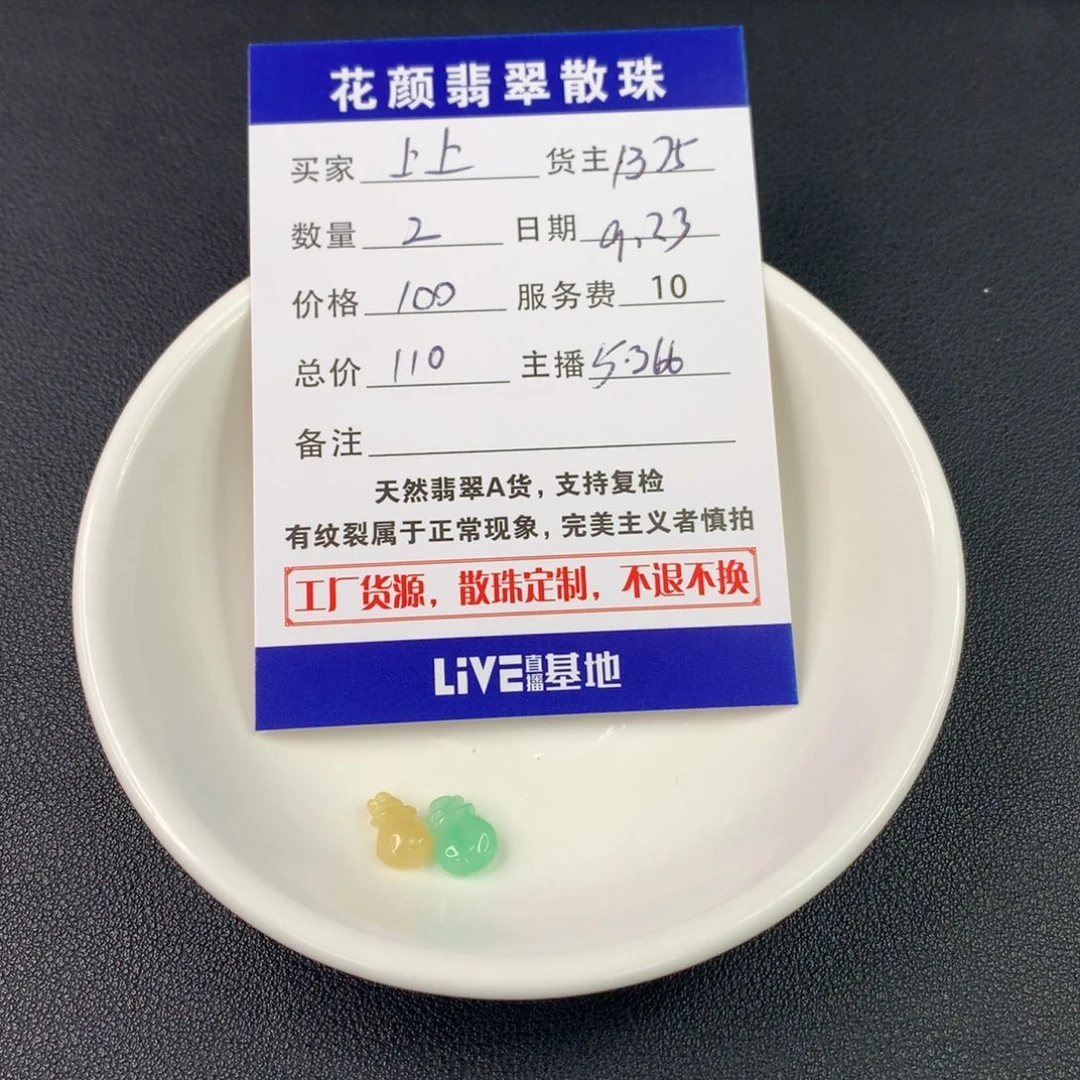 花颜翡翠散珠
买家 上上 货主 1375
数量 2 日期 9.23
价格 100 服务费 10
总价 110 主播 5.366
备注
天然翡翠A货，支持复检
有纹裂属于正常现象，完美主义者慎拍
工厂货源，散珠定制，不退不换
LiVE直播基地